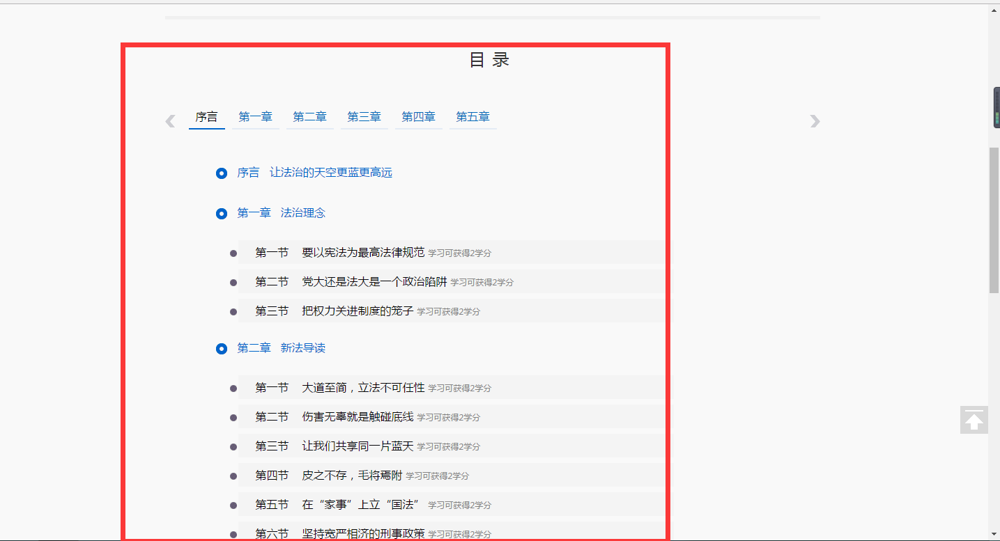 目 录
序言 第一章 第二章 第三章 第四章 第五章
序言 让法治的天空更蓝更高远
第一章 法治理念
第一节 要以宪法为最高法律规范 学习可获得2学分
第二节 党大还是法大是一个政治陷阱 学习可获得2学分
第三节 把权力关进制度的笼子 学习可获得2学分
第二章 新法导读
第一节 大道至简，立法不可任性 学习可获得2学分
第二节 伤害无辜就是触碰底线 学习可获得2学分
第三节 让我们共享同一片蓝天 学习可获得2学分
第四节 皮之不存，毛将焉附 学习可获得2学分
第五节 在“家事”上立“国法” 学习可获得2学分
第六节 坚持宽严相济的刑事政策 学习可获得2学分